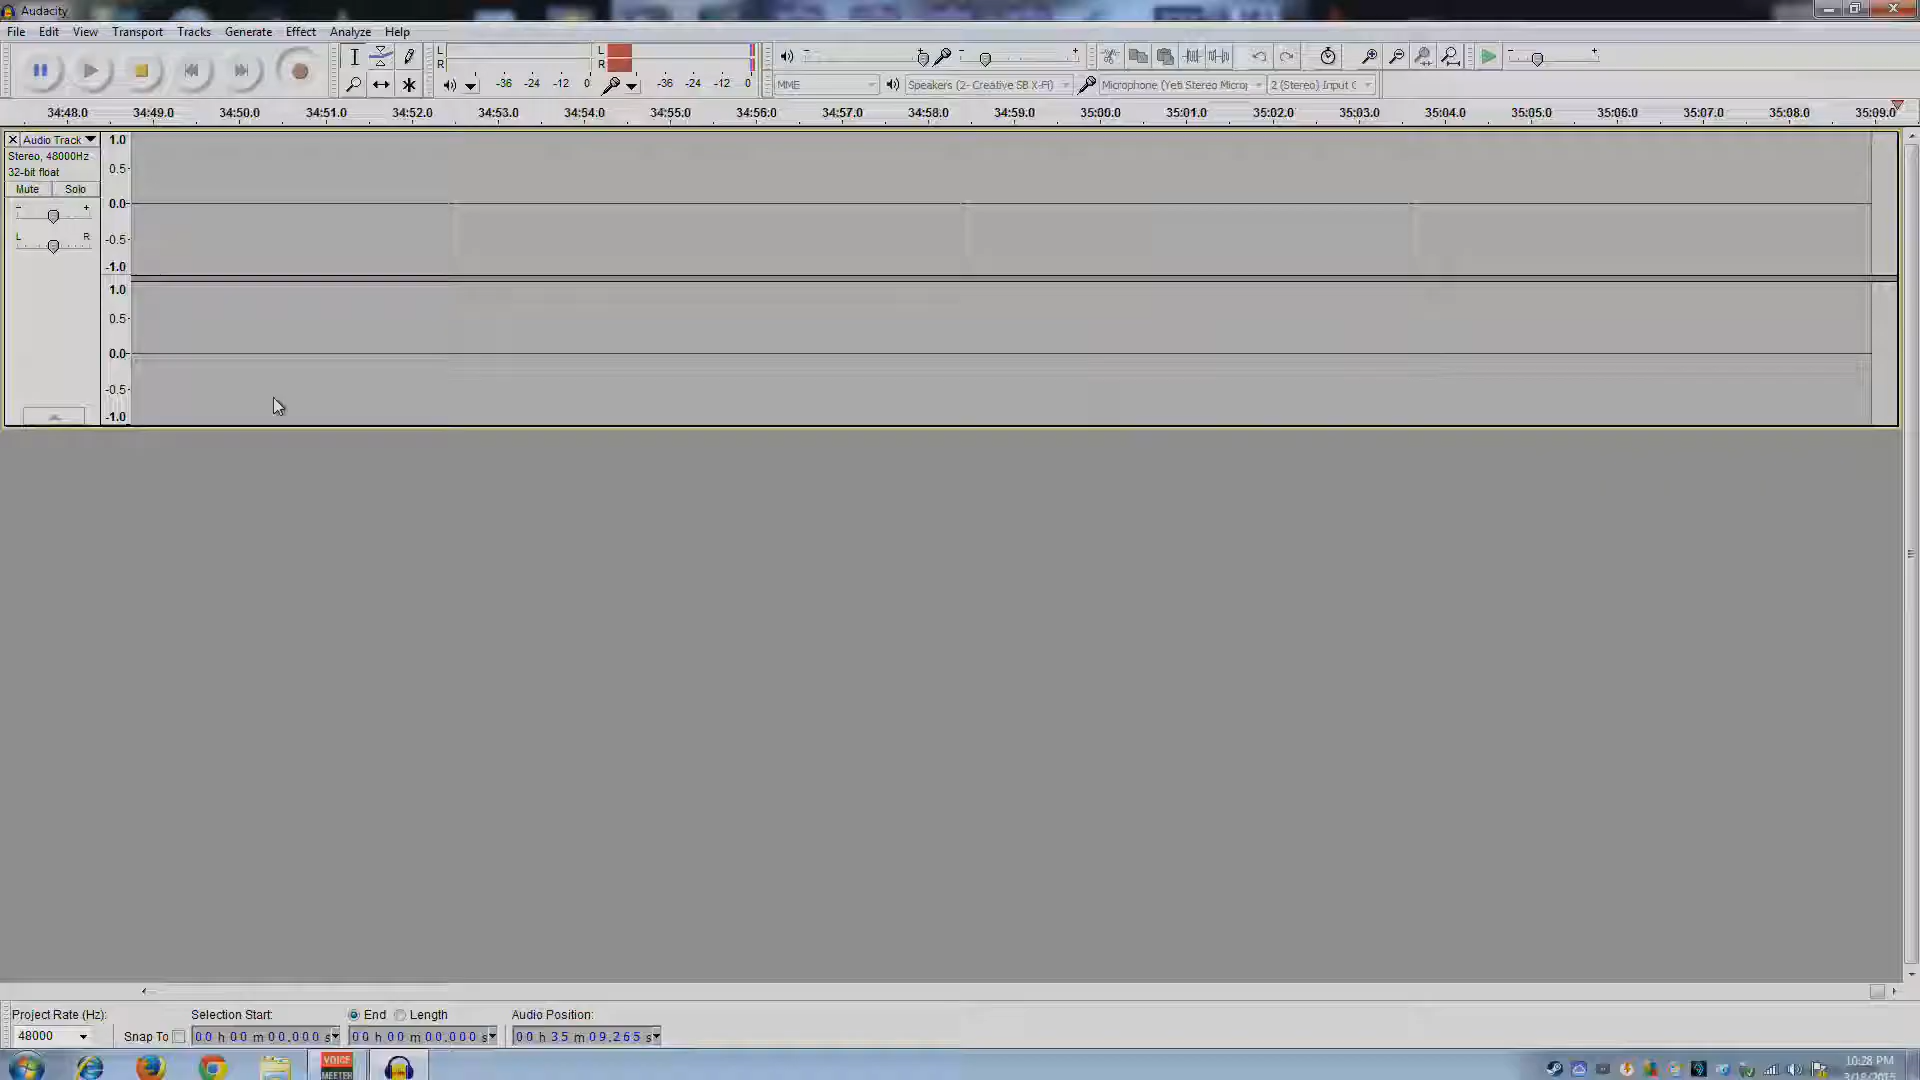 Audacity
File Edit View Transport Tracks Generate Effect Analyze Help
L
R
-36 -24 -12 0
L
R
-36 -24 -12 0
MME
Speakers (2- Creative SB X-Fi)
Microphone (Yeti Stereo Microp
2 (Stereo) Input C
34:48.0 34:49.0 34:50.0 34:51.0 34:52.0 34:53.0 34:54.0 34:55.0 34:56.0 34:57.0 34:58.0 34:59.0 35:00.0 35:01.0 35:02.0 35:03.0 35:04.0 35:05.0 35:06.0 35:07.0 35:08.0 35:09.0
Audio Track
Stereo, 48000Hz
32-bit float
Mute Solo
- +
L R
1.0
0.5
0.0
-0.5
-1.0
1.0
0.5
0.0
-0.5
-1.0
Project Rate (Hz):
48000
Snap To
Selection Start:
00 h 00 m 00.000 s
End Length
00 h 00 m 00.000 s
Audio Position:
00 h 35 m 09.265 s
VOICE
MEETER
10:28 PM
3/18/2015